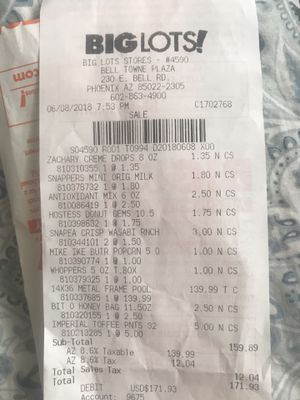 .com
BIG LOTS!
BIG LOTS STORES - #4590
BELL TOWNE PLAZA
230 E. BELL RD.
PHOENIX AZ 85022-2305
602-863-4900
06/08/2018 7:53 PM C1702768
SALE
S04590 R001 T0994 D20180608 XU0
ZACHARY CREME DROPS 8 OZ 1.35 N CS
810310355 1 @ 1.35
SNAPPERS MINI ORIG MILK 1.80 N CS
810378732 1 @ 1.80
ANTIOXIDANT MIX 6 OZ 2.50 N CS
810086419 1 @ 2.50
HOSTESS DONUT GEMS 10.5 1.75 N CS
810398632 1 @ 1.75
SNAPEA CRISP WASABI RNCH 3.00 N CS
810344101 2 @ 1.50
MIKE IKE BUTR POPCRN 5 O 1.00 N CS
810390774 1 @ 1.00
WHOPPERS 5 OZ T.BOX 1.00 N CS
810379325 1 @ 1.00
14X36 METAL FRAME POOL 139.99 T C
810337685 1 @ 139.99
BIT O HONEY BAG 11.5OZ 2.50 N CS
810320155 1 @ 2.50
IMPERIAL TOFFEE PNTS 32 5.00 N CS
810213285 1 @ 5.00
Sub-Total 159.89
AZ 8.6% Taxable 139.99
AZ 8.6% Tax 12.04
Total Sales Tax 12.04
Total 171.93
DEBIT USD$171.93
Account: 9675